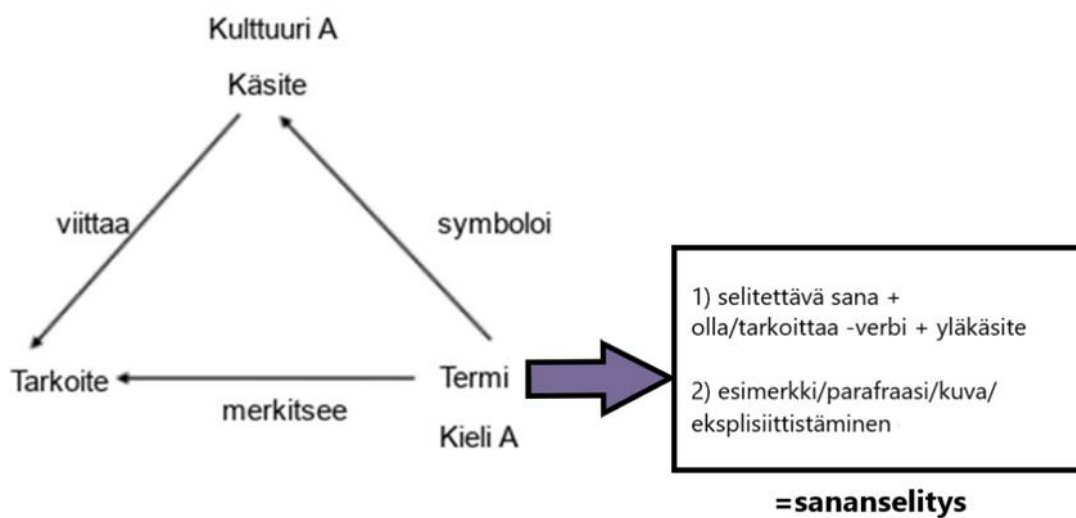 Kulttuuri A
Käsite
viittaa
symboloi
Tarkoite
merkitsee
Termi
Kieli A
1) selitettävä sana +
olla/tarkoittaa -verbi + yläkäsite
2) esimerkki/parafraasi/kuva/
eksplisiittistäminen
=sananselitys